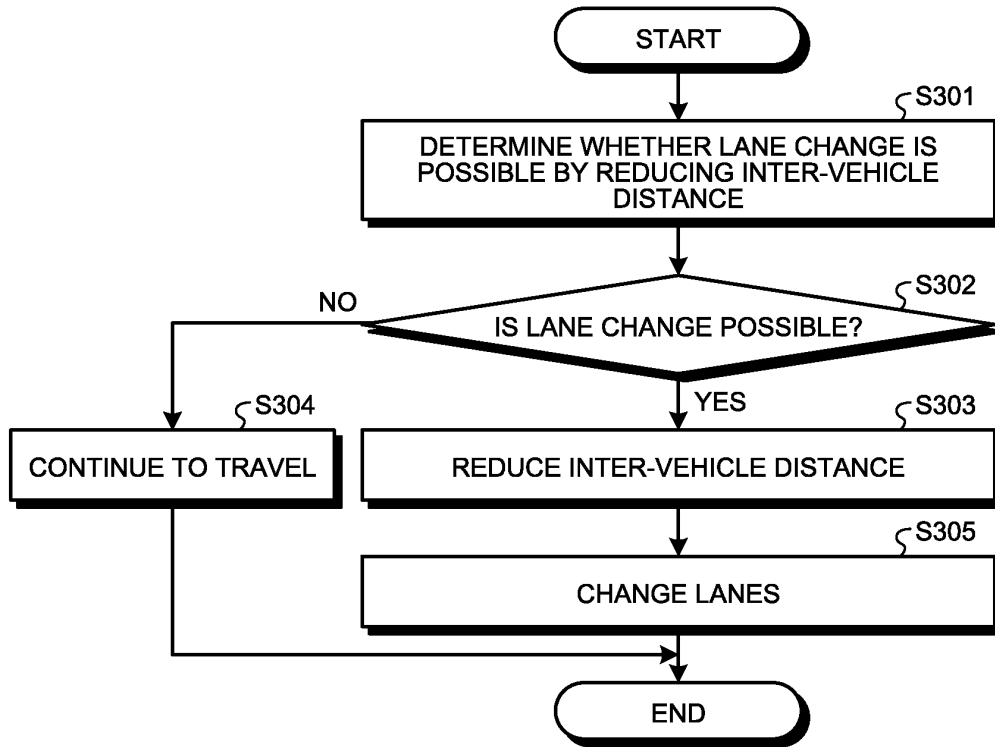 START
S301
DETERMINE WHETHER LANE CHANGE IS
POSSIBLE BY REDUCING INTER-VEHICLE
DISTANCE
S302
IS LANE CHANGE POSSIBLE?
NO
YES
S304
CONTINUE TO TRAVEL
S303
REDUCE INTER-VEHICLE DISTANCE
S305
CHANGE LANES
END